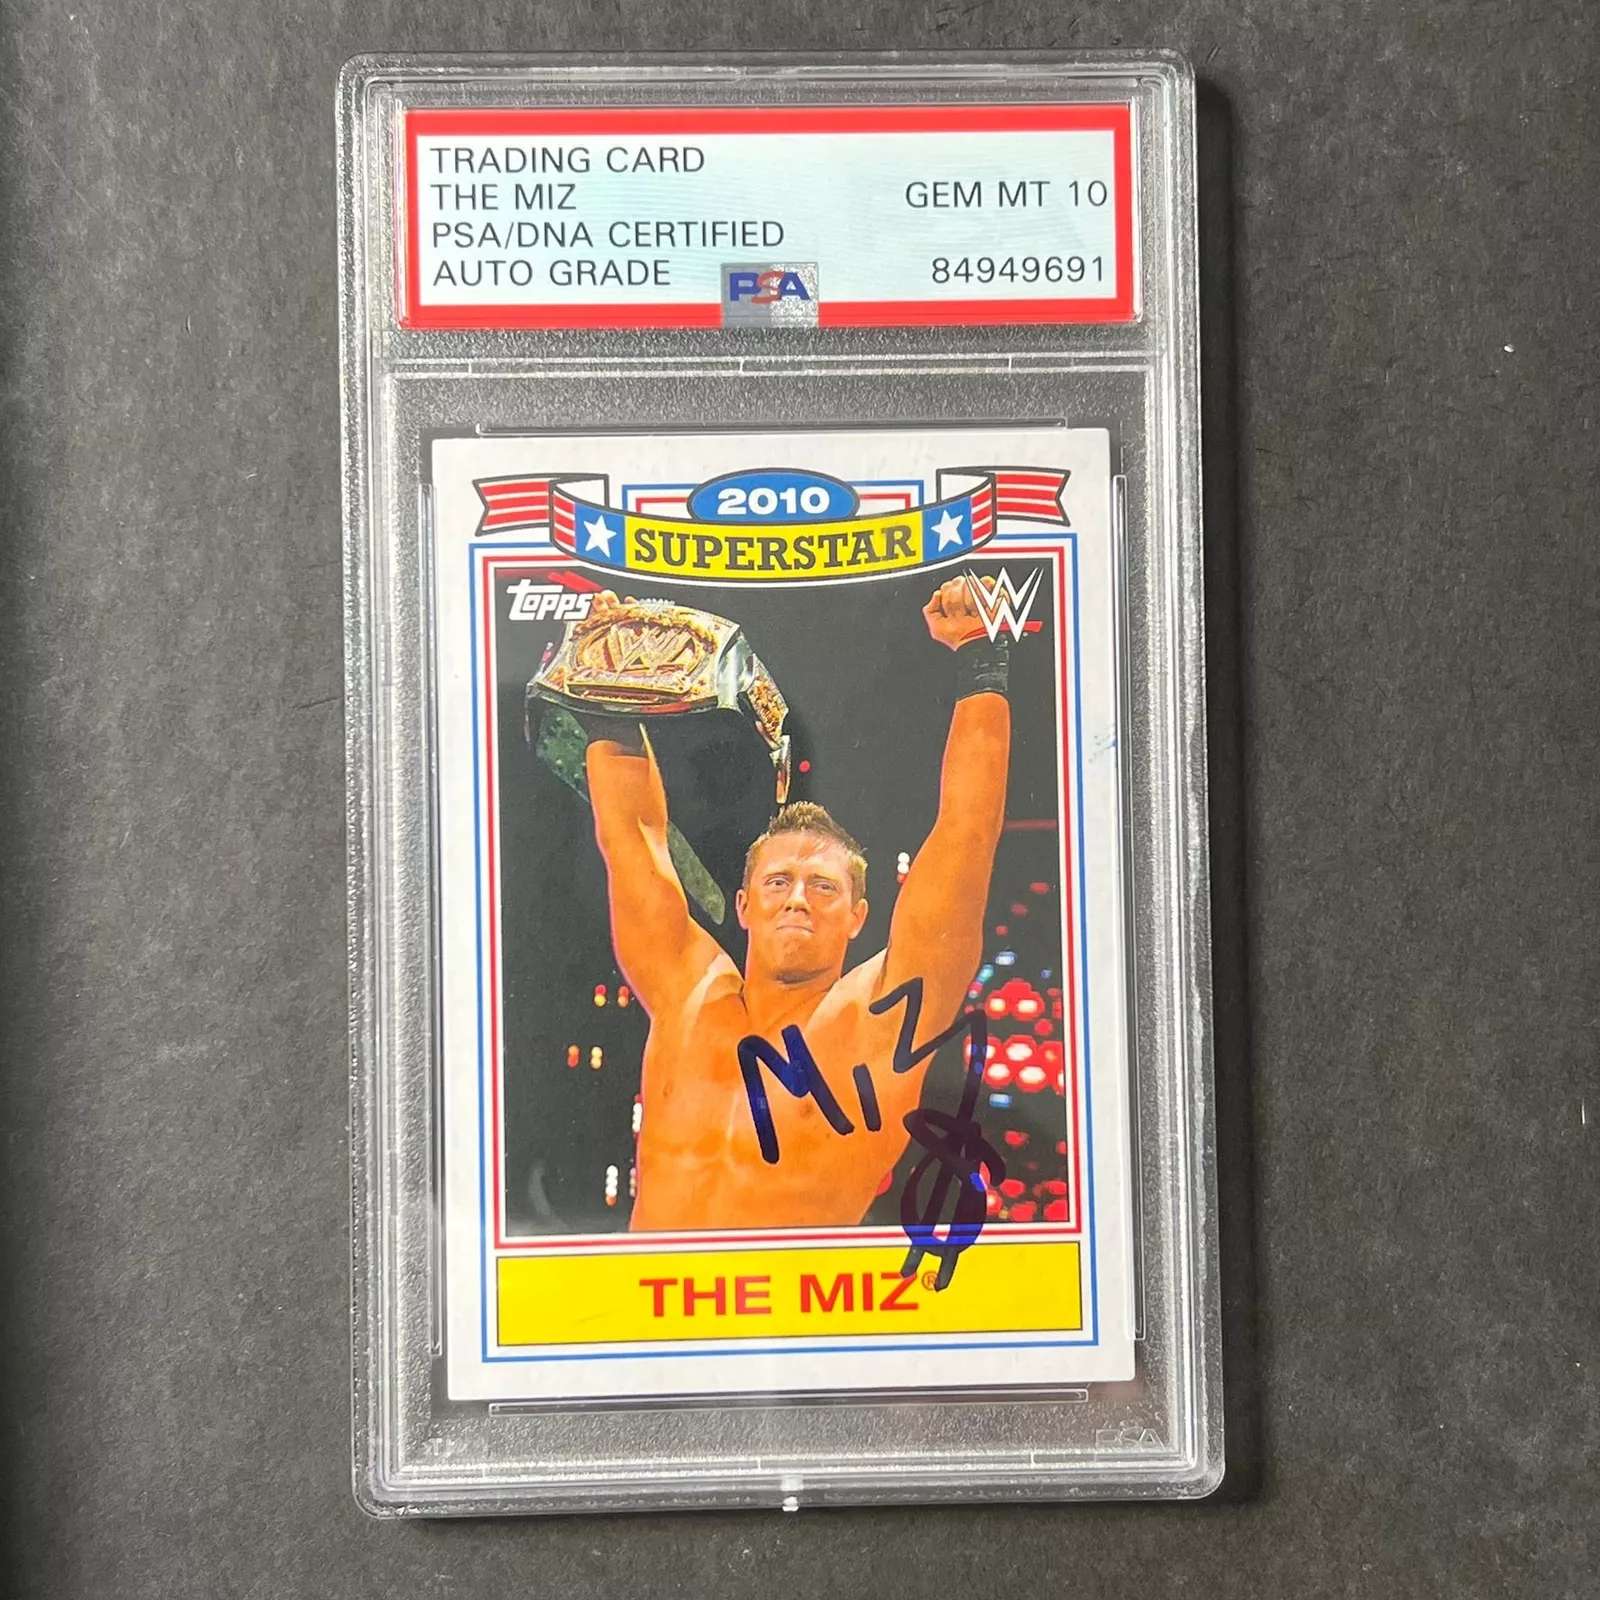 TRADING CARD
THE MIZ GEM MT 10
PSA/DNA CERTIFIED
AUTO GRADE PSA 84949691
2010
SUPERSTAR
TOPPS W
W
THE MIZ®
MIZ
$
PSA